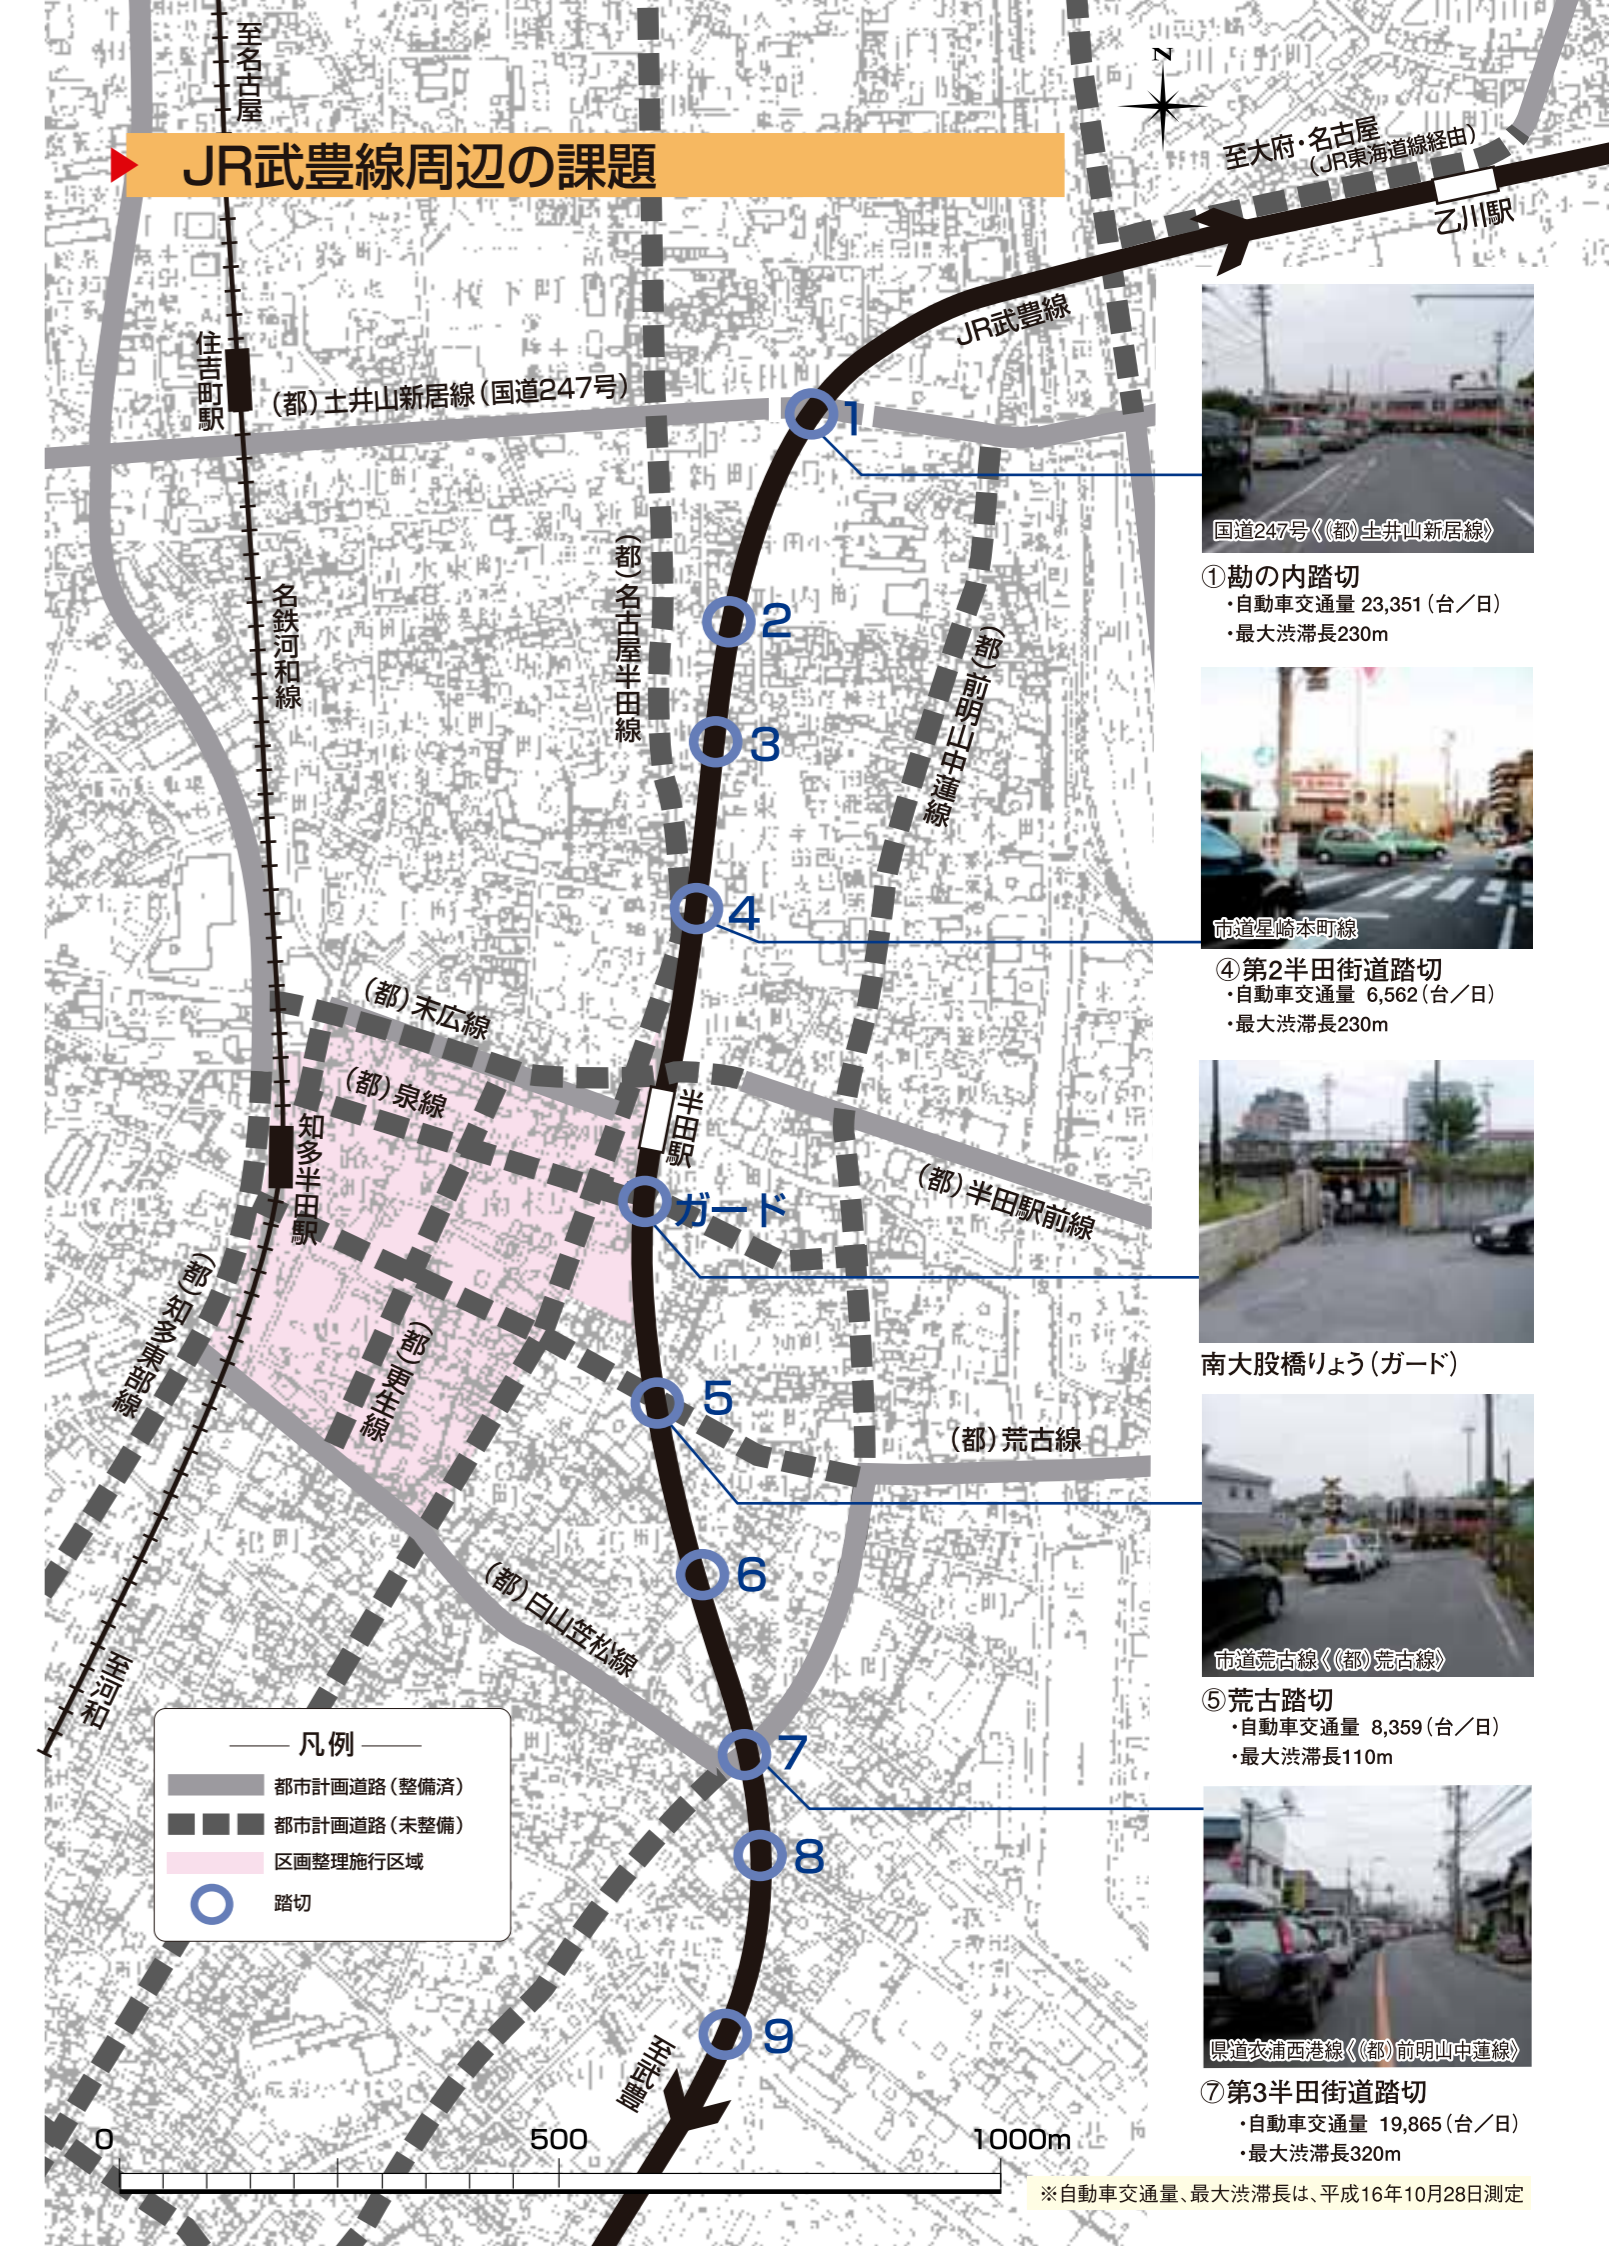 至名古屋
N
JR武豊線周辺の課題
至大府・名古屋
(JR東海道線経由)
乙川駅
JR武豊線
住吉町駅
(都)土井山新居線(国道247号)
1
国道247号〈(都)土井山新居線〉
①勘の内踏切
・自動車交通量 23,351(台/日)
・最大渋滞長230m
名鉄河和線
(都)名古屋半田線
2
(都)前明山中蓮線
3
4
市道星崎本町線
④第2半田街道踏切
・自動車交通量 6,562(台/日)
・最大渋滞長230m
(都)末広線
(都)泉線
半田駅
知多半田駅
(都)半田駅前線
ガード
南大股橋りょう(ガード)
(都)知多東部線
(都)更生線
5
(都)荒古線
市道荒古線〈(都)荒古線〉
⑤荒古踏切
・自動車交通量 8,359(台/日)
・最大渋滞長110m
6
(都)白山笠松線
至河和
7
8
9
県道衣浦西港線〈(都)前明山中蓮線〉
⑦第3半田街道踏切
・自動車交通量 19,865(台/日)
・最大渋滞長320m
凡例
都市計画道路(整備済)
都市計画道路(未整備)
区画整理施行区域
踏切
至武豊
0 500 1000m
※自動車交通量、最大渋滞長は、平成16年10月28日測定